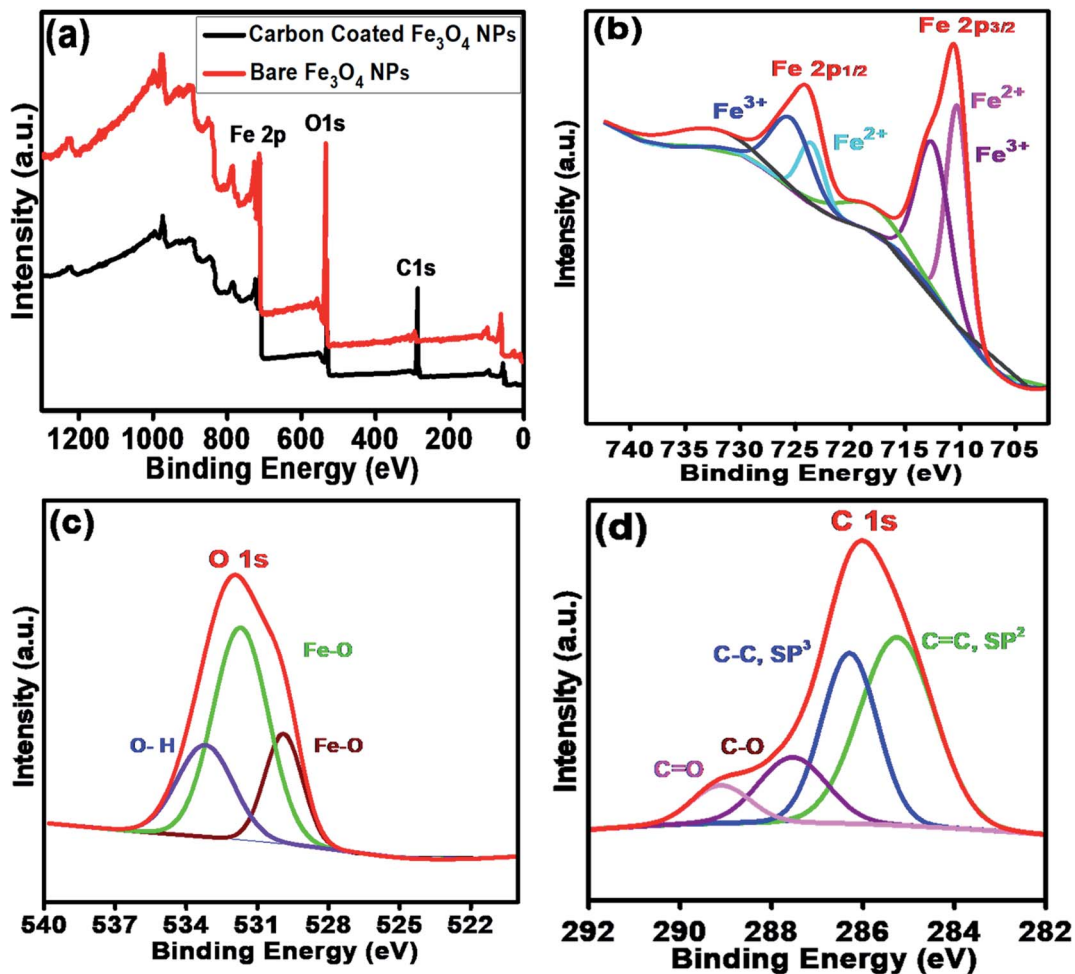 (a)
Carbon Coated Fe₃O₄ NPs
Bare Fe₃O₄ NPs
Fe 2p
O1s
C1s
Intensity (a.u.)
1200 1000 800 600 400 200 0
Binding Energy (eV)
(b)
Fe 2p3/2
Fe 2p1/2
Fe³⁺
Fe²⁺
Fe²⁺
Fe³⁺
Intensity (a.u.)
740 735 730 725 720 715 710 705
Binding Energy (eV)
(c)
O 1s
Fe-O
O- H
Fe-O
Intensity (a.u.)
540 537 534 531 528 525 522
Binding Energy (eV)
(d)
C 1s
C-C, SP³
C=C, SP²
C-O
C=O
Intensity (a.u.)
292 290 288 286 284 282
Binding Energy (eV)